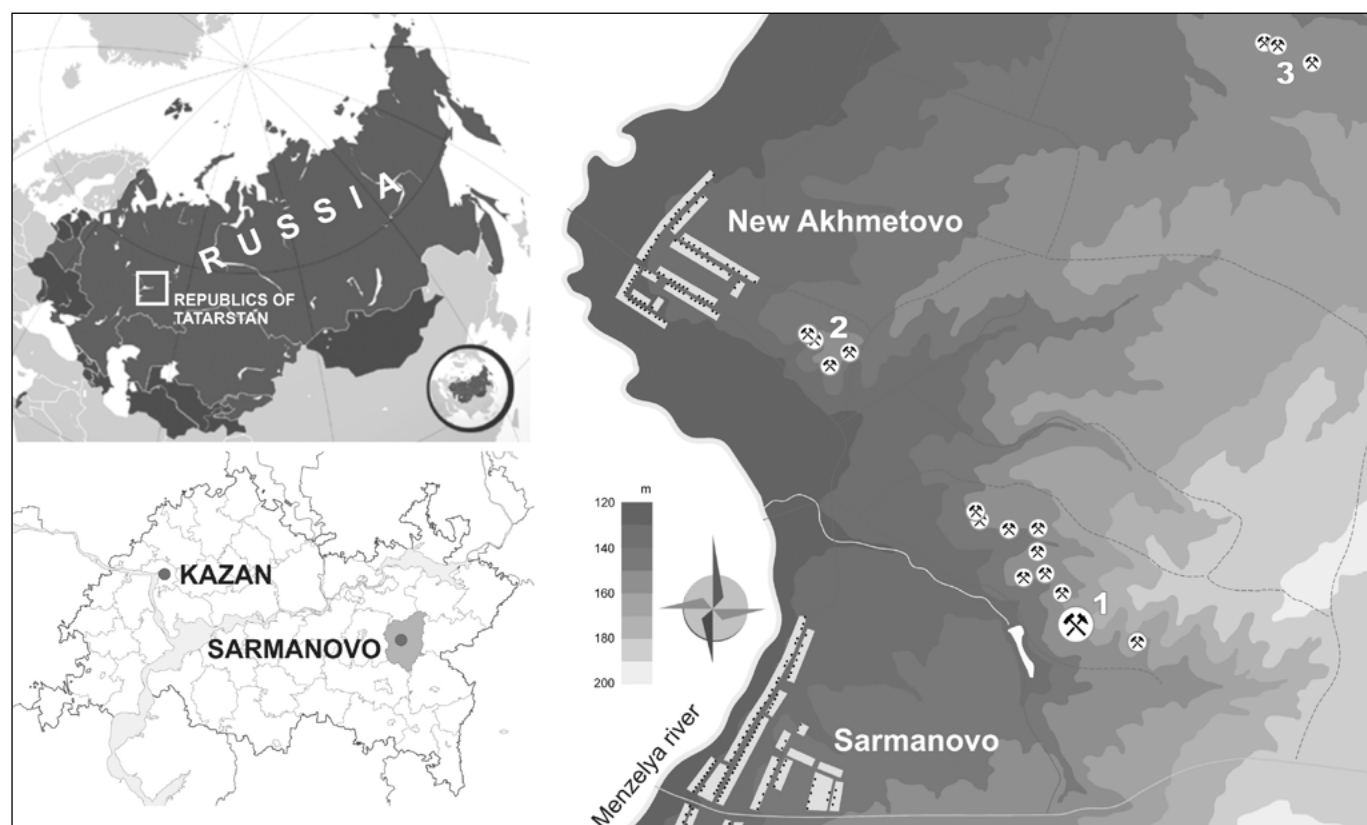 RUSSIA
REPUBLICS OF
TATARSTAN
KAZAN
SARMANOVO
New Akhmetovo
3
2
1
m
120
140
160
180
200
Sarmanovo
Menzelya river